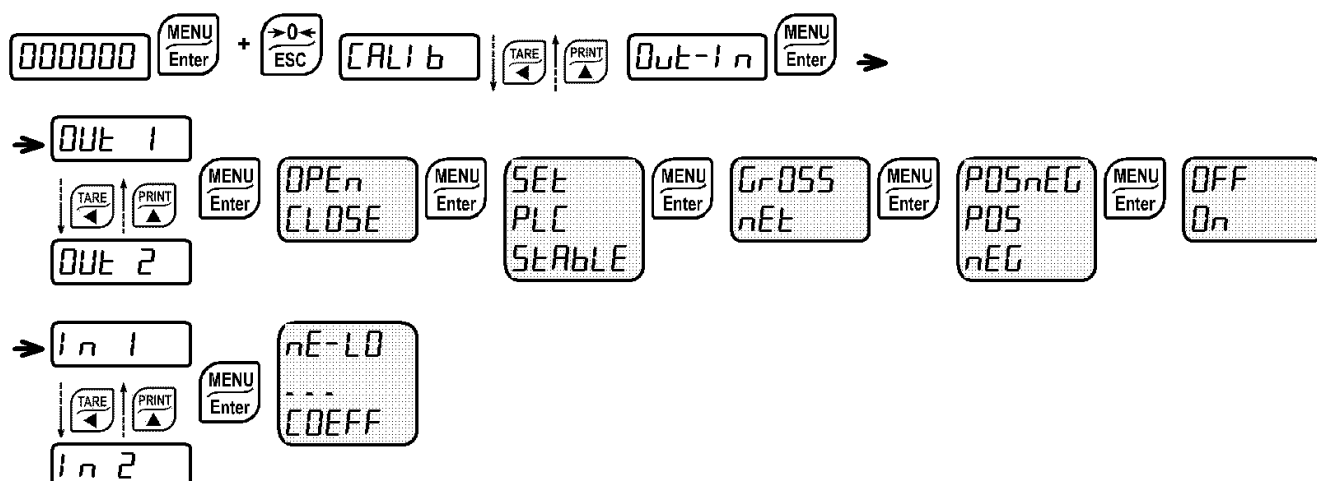 000000 MENU Enter + →0← ESC CALIb TARE PRINT Out-In MENU Enter
OUt 1
TARE PRINT
OUt 2
MENU Enter
OPEn
CLOSE
MENU Enter
SEt
PLC
StAbLE
MENU Enter
GrOSS
nEt
MENU Enter
POSnEG
POS
nEG
MENU Enter
OFF
On
In 1
TARE PRINT
In 2
MENU Enter
nE-LO
---
COEFF